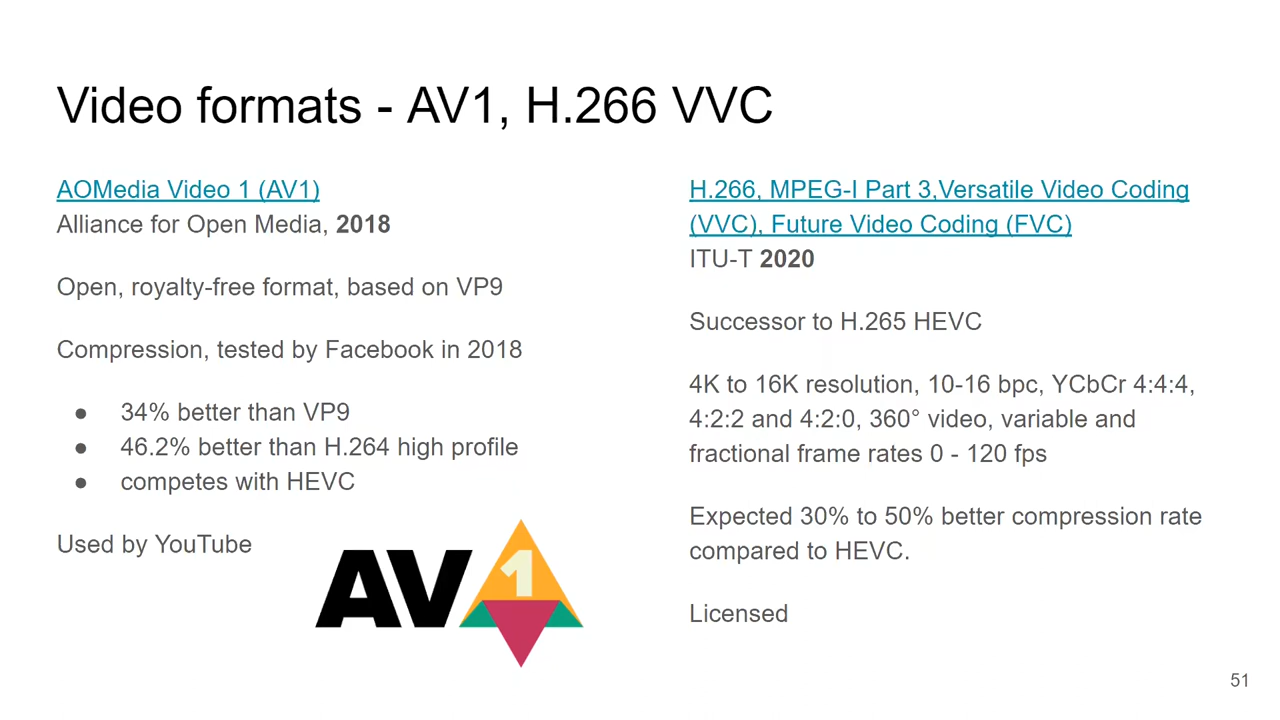 Video formats - AV1, H.266 VVC
AOMedia Video 1 (AV1)
Alliance for Open Media, 2018
Open, royalty-free format, based on VP9
Compression, tested by Facebook in 2018
● 34% better than VP9
● 46.2% better than H.264 high profile
● competes with HEVC
Used by YouTube
AV1
H.266, MPEG-I Part 3,Versatile Video Coding
(VVC), Future Video Coding (FVC)
ITU-T 2020
Successor to H.265 HEVC
4K to 16K resolution, 10-16 bpc, YCbCr 4:4:4,
4:2:2 and 4:2:0, 360° video, variable and
fractional frame rates 0 - 120 fps
Expected 30% to 50% better compression rate
compared to HEVC.
Licensed
51